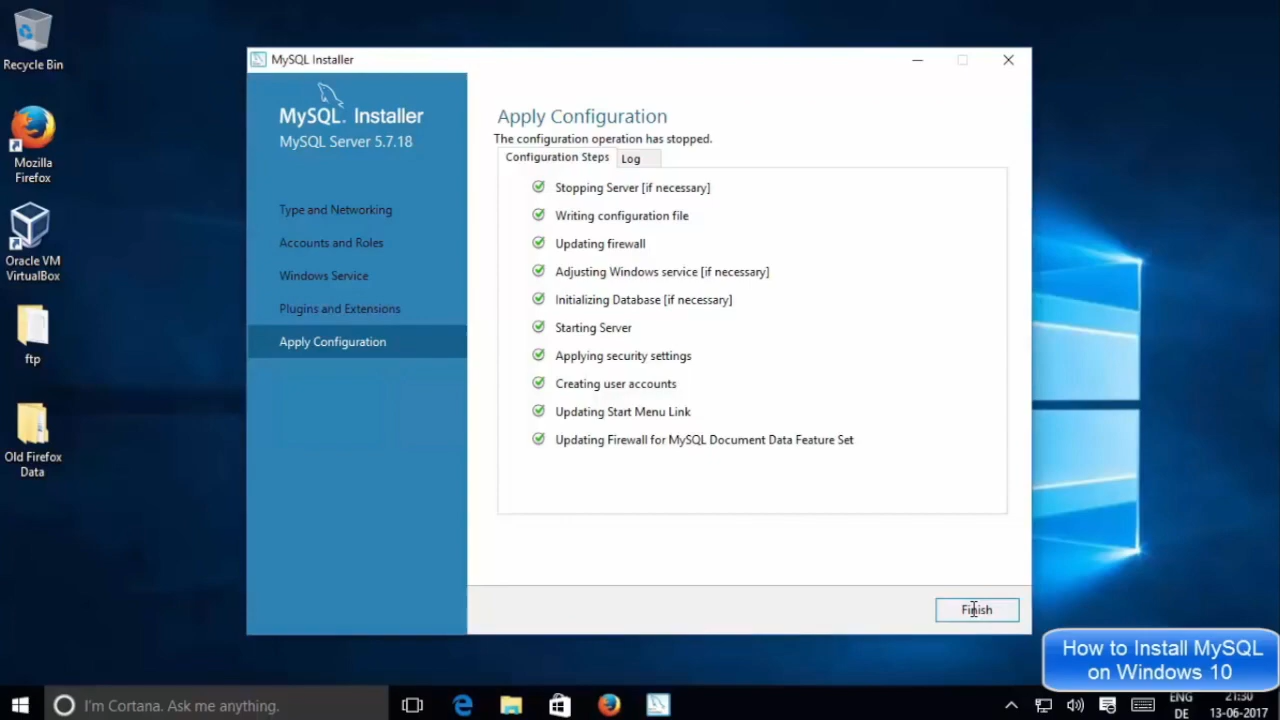 Recycle Bin
Mozilla
Firefox
Oracle VM
VirtualBox
ftp
Old Firefox
Data
MySQL Installer
MySQL. Installer
MySQL Server 5.7.18
Type and Networking
Accounts and Roles
Windows Service
Plugins and Extensions
Apply Configuration
Apply Configuration
The configuration operation has stopped.
Configuration Steps
Log
Stopping Server [if necessary]
Writing configuration file
Updating firewall
Adjusting Windows service [if necessary]
Initializing Database [if necessary]
Starting Server
Applying security settings
Creating user accounts
Updating Start Menu Link
Updating Firewall for MySQL Document Data Feature Set
Finish
How to Install MySQL
on Windows 10
I'm Cortana. Ask me anything.
ENG
DE
21:30
13-06-2017